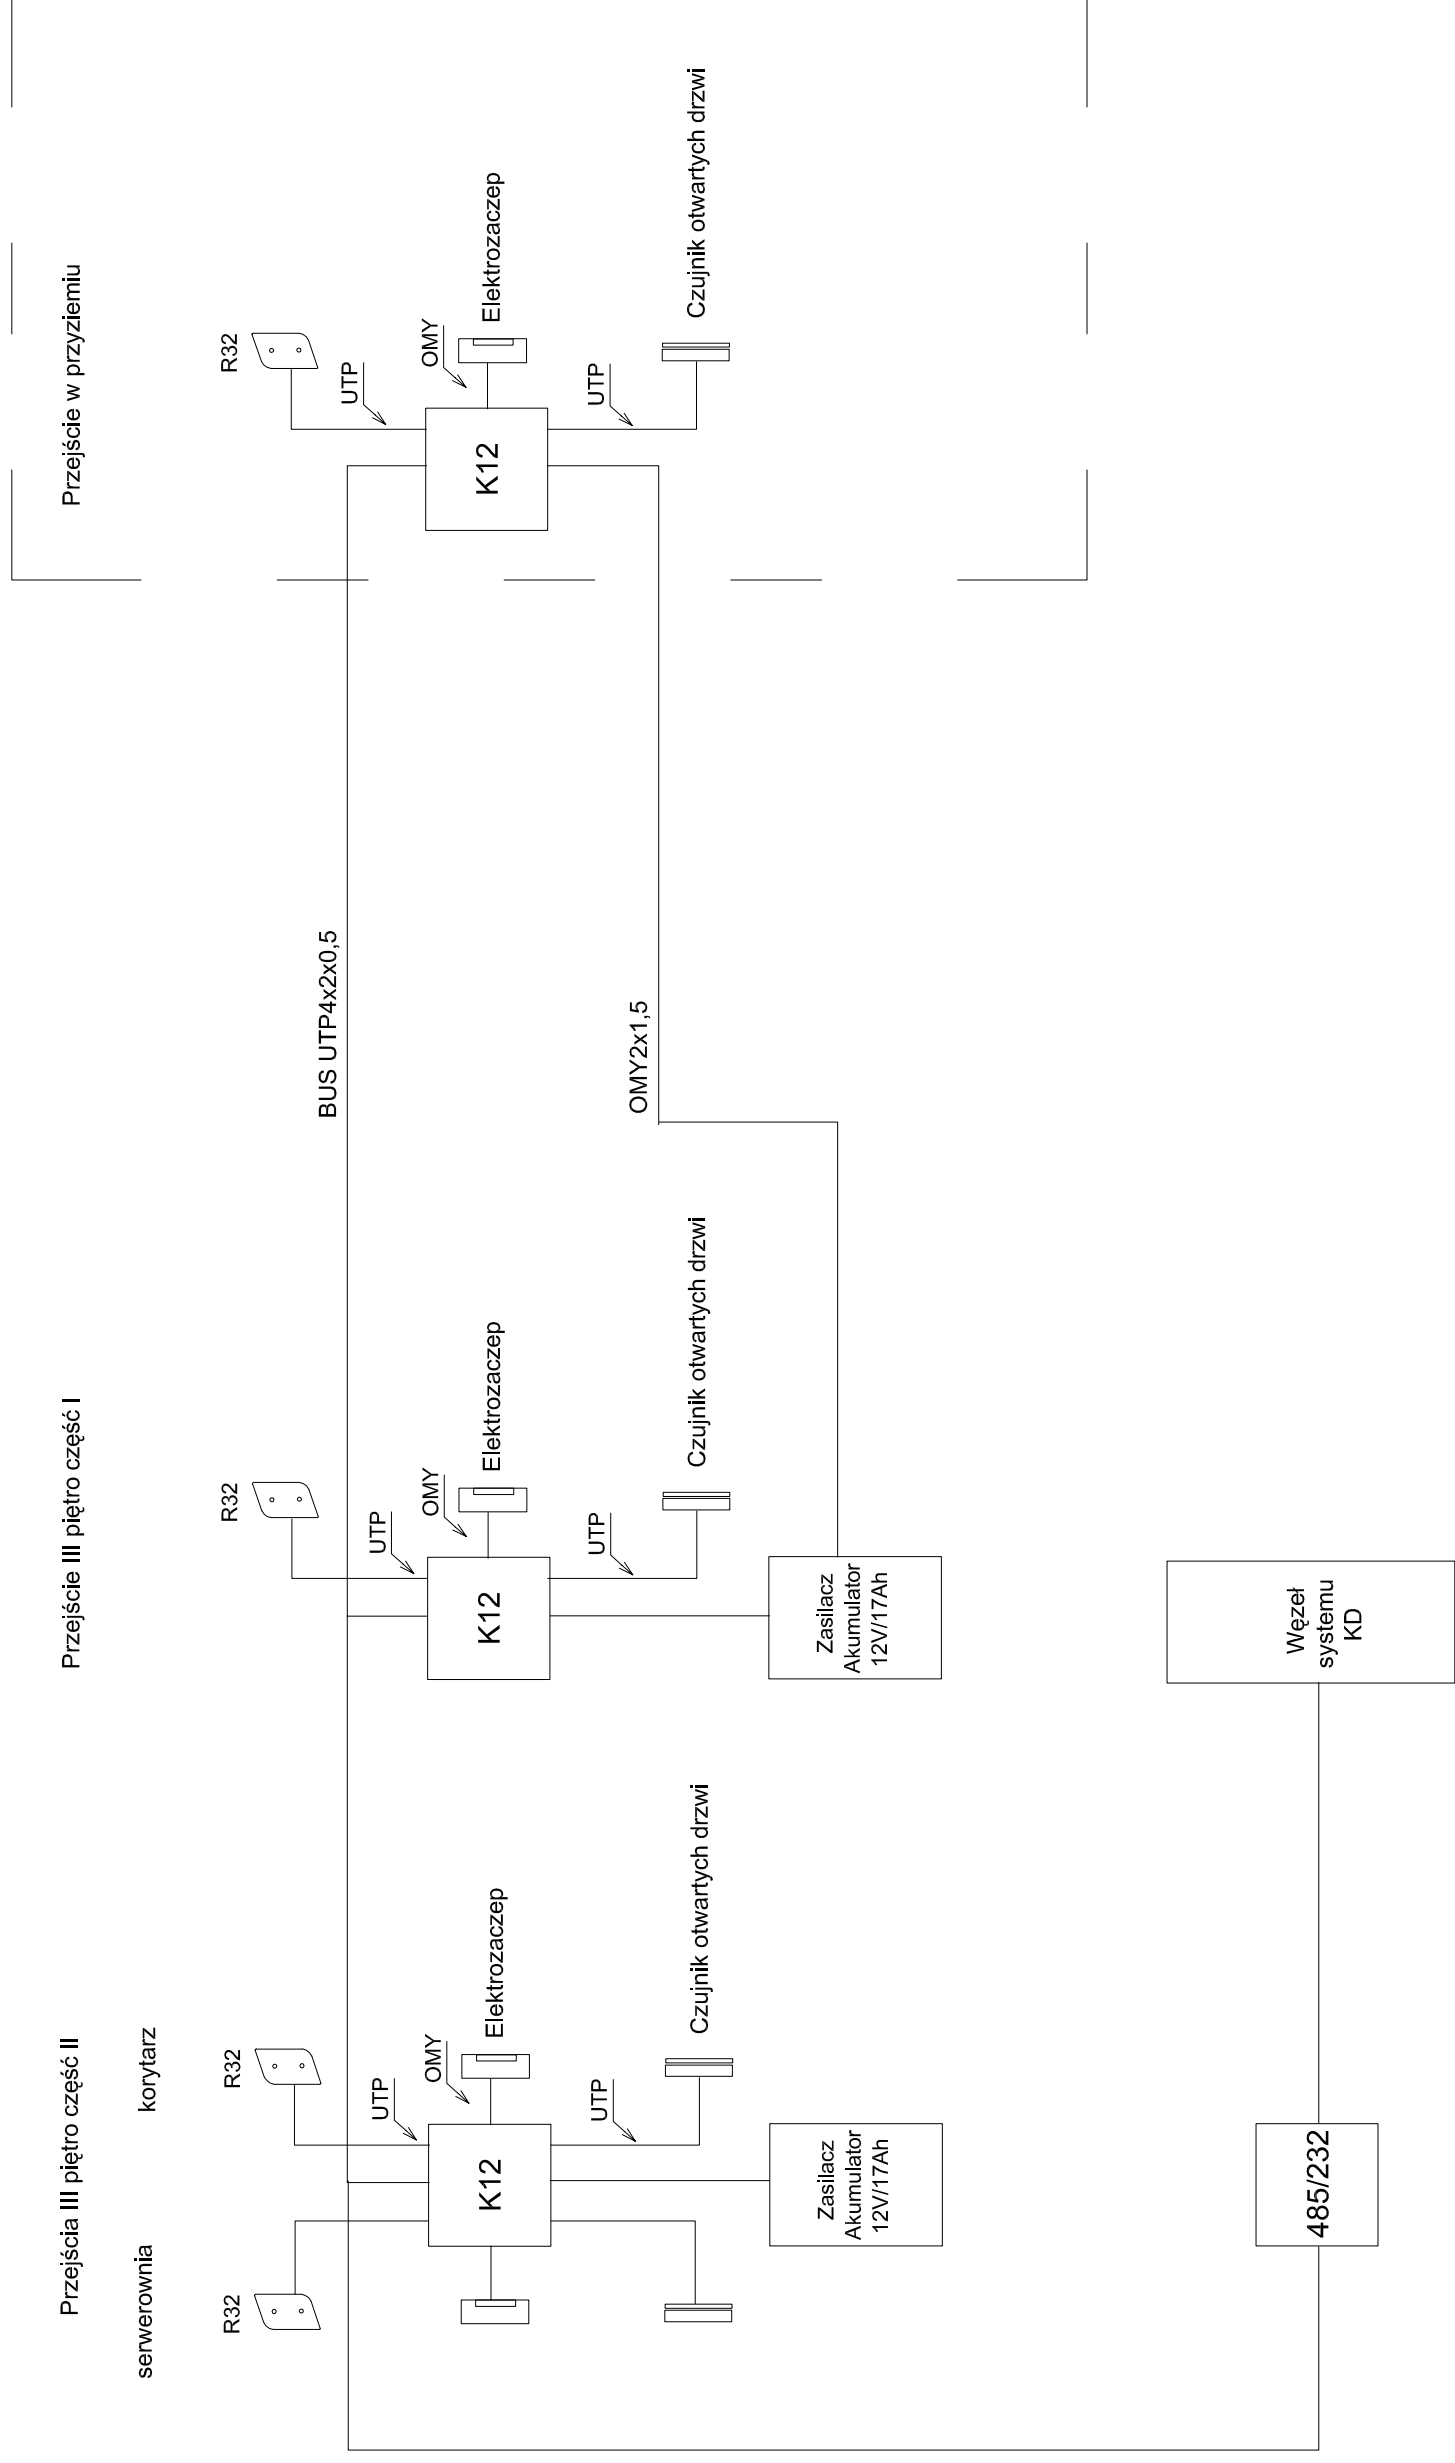 Przejścia III piętro część II
serwerownia
korytarz
R32
R32
UTP
OMY
K12
Elektrozaczep
UTP
Czujnik otwartych drzwi
Zasilacz
Akumulator
12V/17Ah
485/232
Przejście III piętro część I
R32
UTP
OMY
K12
Elektrozaczep
UTP
Czujnik otwartych drzwi
Zasilacz
Akumulator
12V/17Ah
Węzeł
systemu
KD
BUS UTP4x2x0,5
OMY2x1,5
Przejście w przyziemiu
R32
UTP
OMY
K12
Elektrozaczep
UTP
Czujnik otwartych drzwi